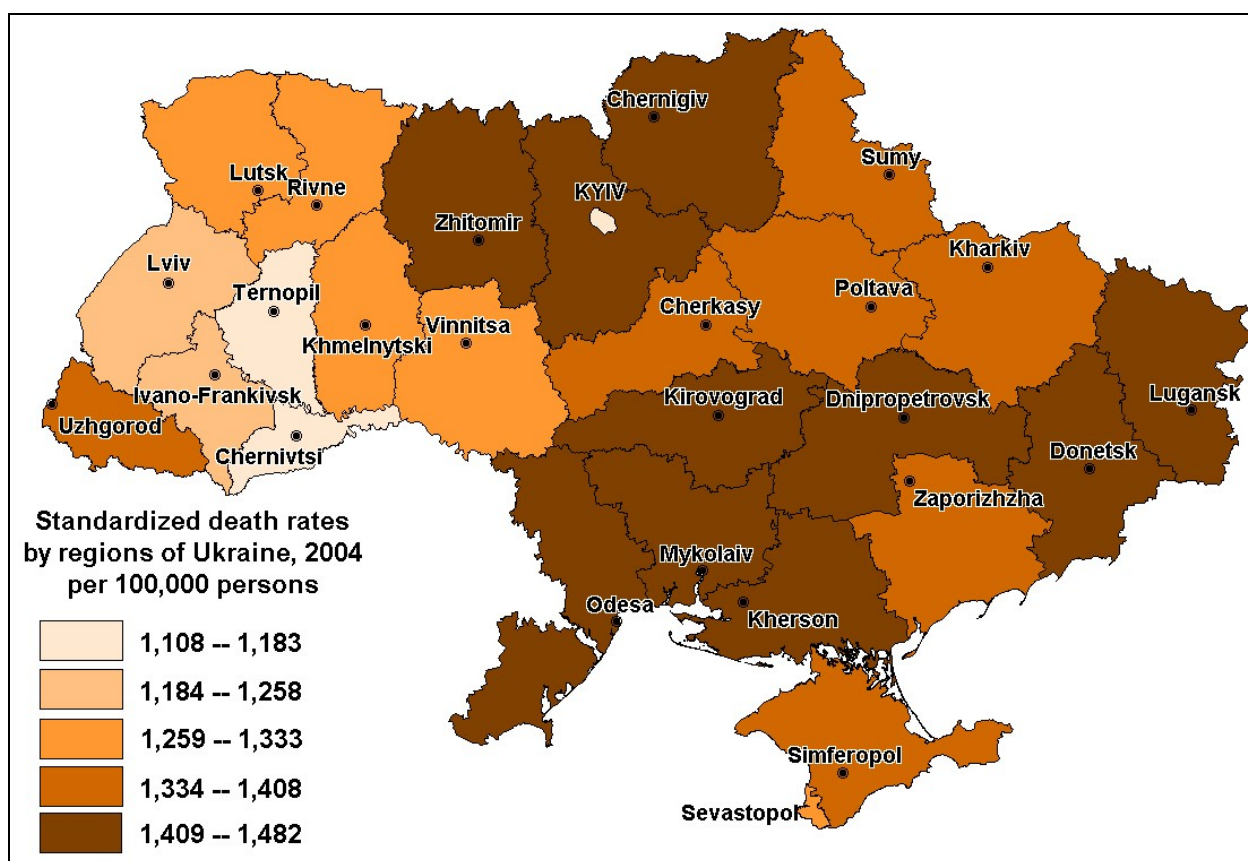 Chernigiv
Sumy
Lutsk
Rivne
KYIV
Zhitomir
Kharkiv
Lviv
Ternopil
Poltava
Cherkasy
Vinnitsa
Khmelnytski
Ivano-Frankivsk
Kirovograd
Dnipropetrovsk
Lugansk
Uzhgorod
Chernivtsi
Donetsk
Zaporizhzha
Standardized death rates
by regions of Ukraine, 2004
per 100,000 persons
Mykolaiv
Odesa
Kherson
1,108 -- 1,183
1,184 -- 1,258
1,259 -- 1,333
Simferopol
1,334 -- 1,408
Sevastopol
1,409 -- 1,482